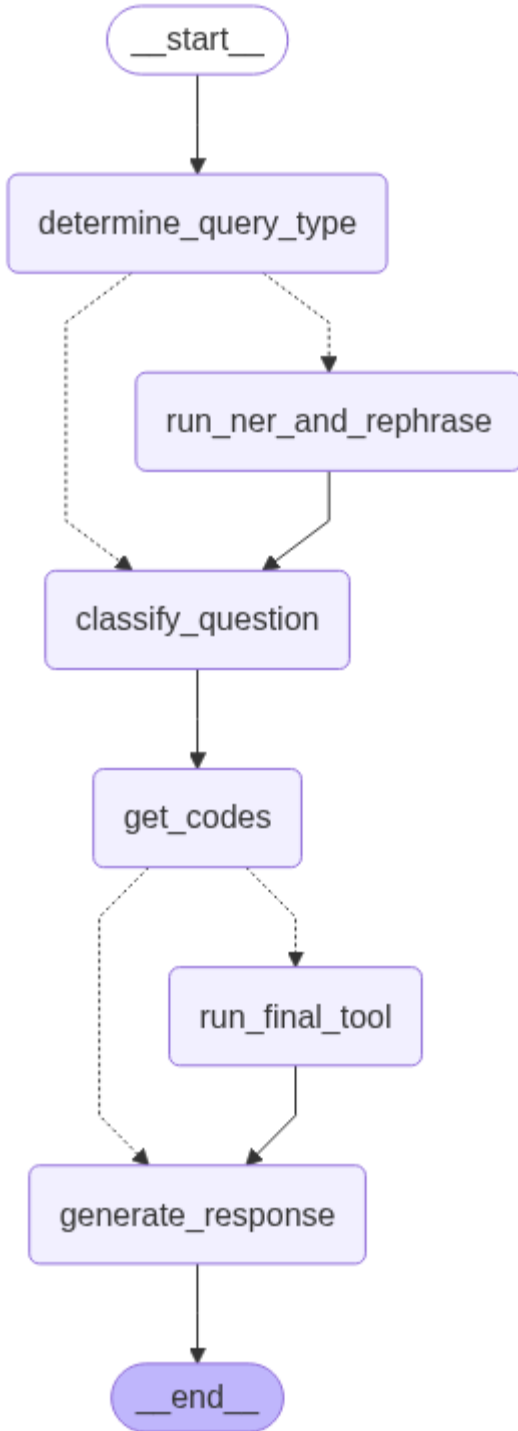 __start__
determine_query_type
run_ner_and_rephrase
classify_question
get_codes
run_final_tool
generate_response
__end__